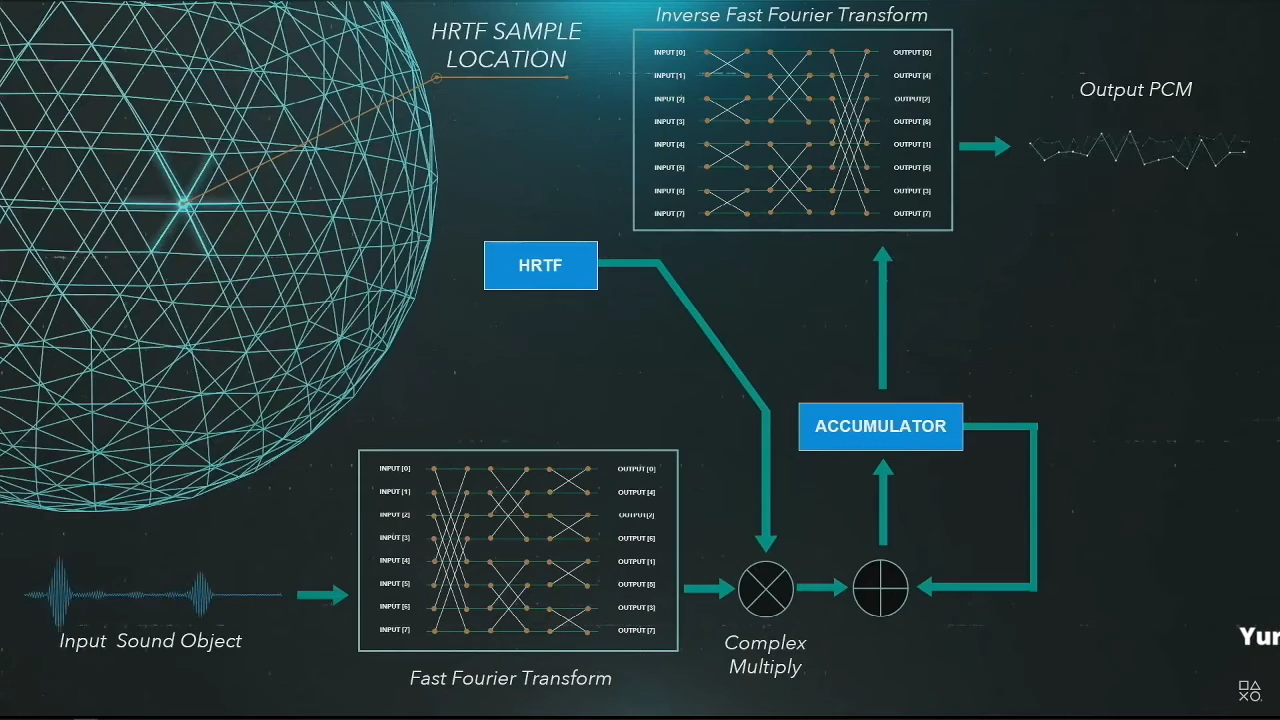 Inverse Fast Fourier Transform
HRTF SAMPLE
LOCATION
INPUT [0] OUTPUT [0]
INPUT [1] OUTPUT [4]
INPUT [2] OUTPUT[2]
INPUT [3] OUTPUT [6]
INPUT [4] OUTPUT [1]
INPUT [5] OUTPUT [5]
INPUT [6] OUTPUT [3]
INPUT [7] OUTPUT [7]
Output PCM
HRTF
ACCUMULATOR
INPUT [0] OUTPUT [0]
INPUT [1] OUTPUT [4]
INPUT [2] OUTPUT[2]
INPUT [3] OUTPUT [6]
INPUT [4] OUTPUT [1]
INPUT [5] OUTPUT [5]
INPUT [6] OUTPUT [3]
INPUT [7] OUTPUT [7]
Input Sound Object
Fast Fourier Transform
Complex
Multiply
Yur